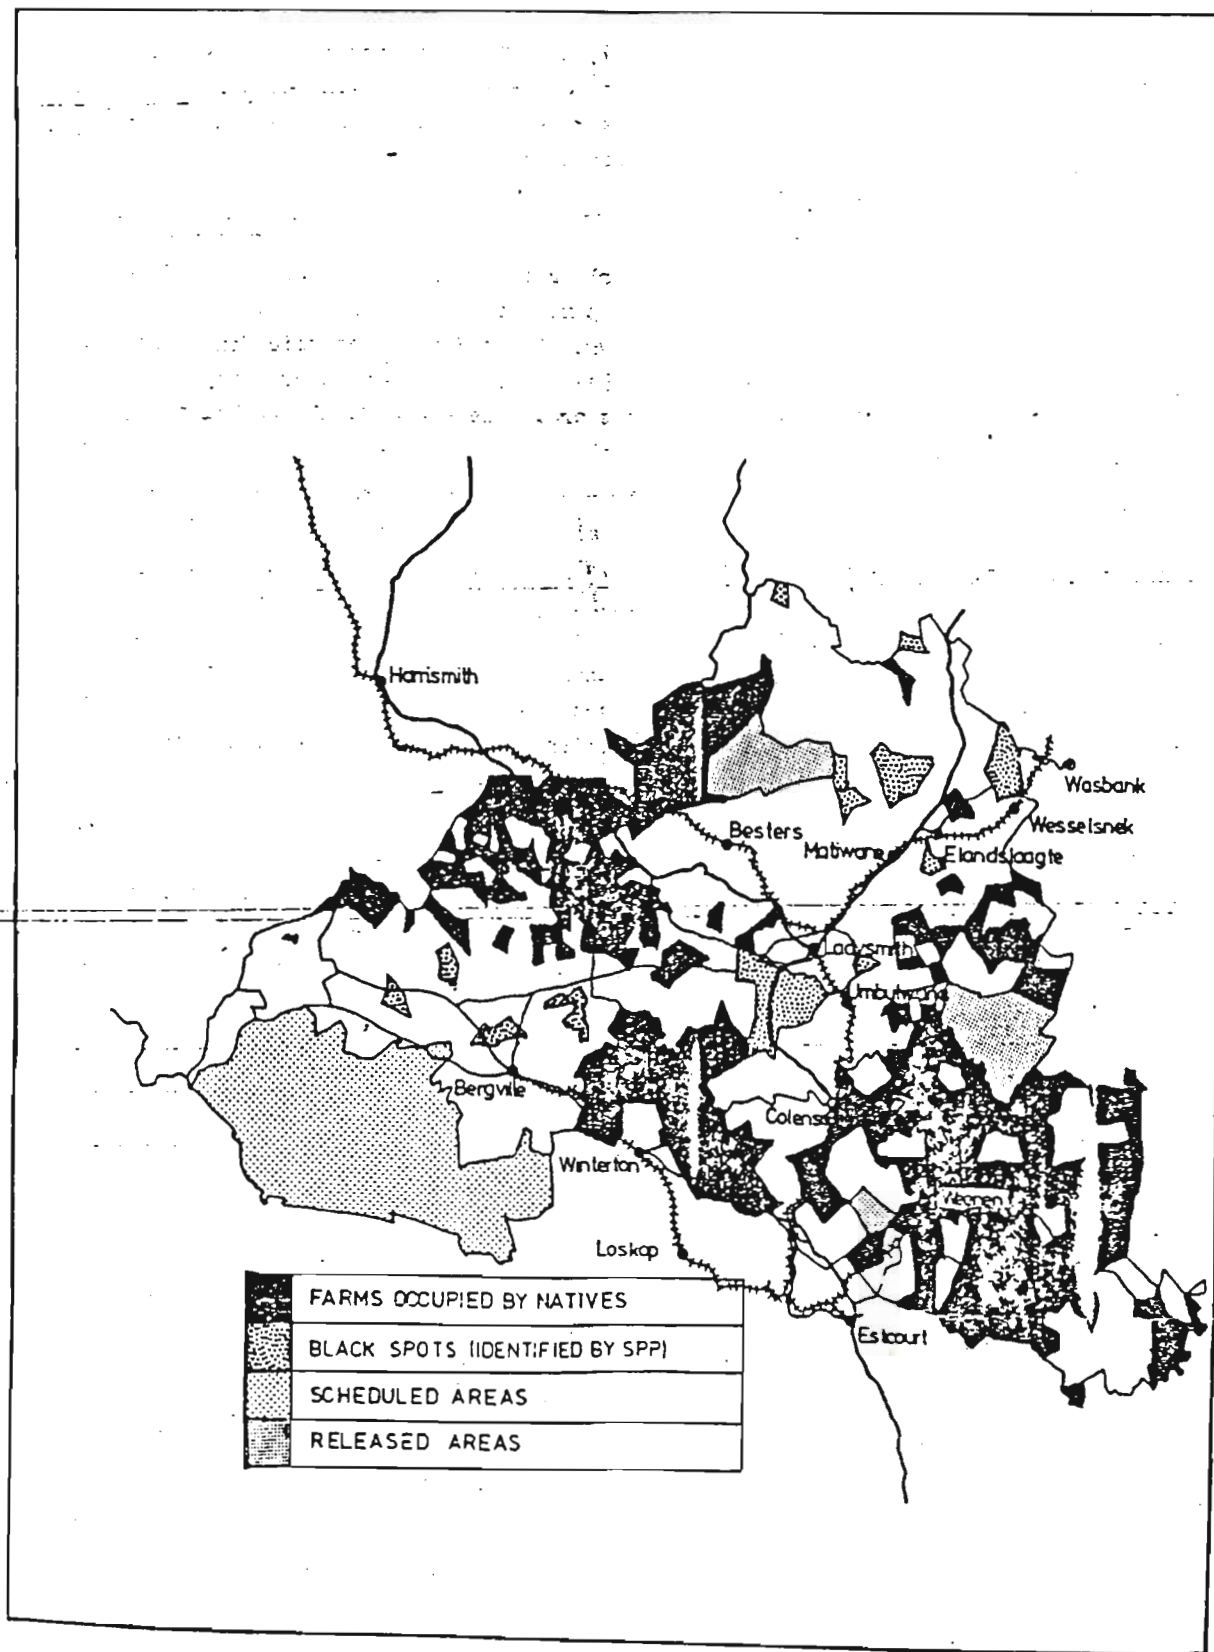 Harrismith
Wasbank
Wesselsnek
Besters
Matiwane
Elandslaagte
Ladysmith
Umbulwana
Bergville
Colenso
Winterton
Weenen
Loskop
Estcourt
FARMS OCCUPIED BY NATIVES
BLACK SPOTS (IDENTIFIED BY SPP)
SCHEDULED AREAS
RELEASED AREAS